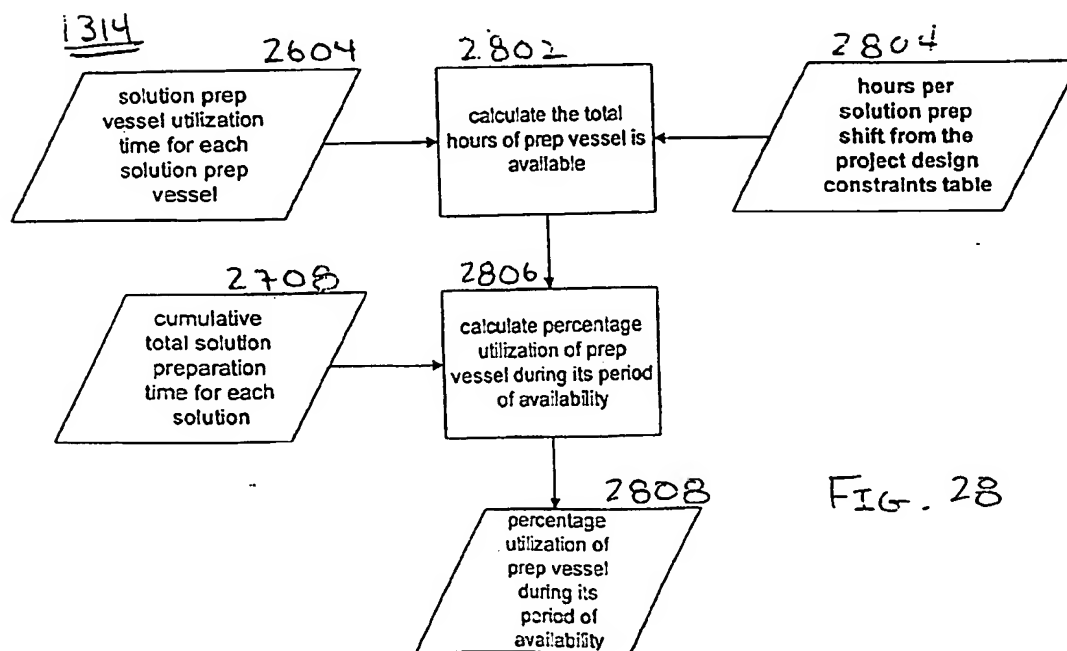 1314
2604
solution prep
vessel utilization
time for each
solution prep
vessel
2802
calculate the total
hours of prep vessel is
available
2804
hours per
solution prep
shift from the
project design
constraints table
2708
cumulative
total solution
preparation
time for each
solution
2806
calculate percentage
utilization of prep
vessel during its period
of availability
2808
percentage
utilization of
prep vessel
during its
period of
availability
FIG. 28